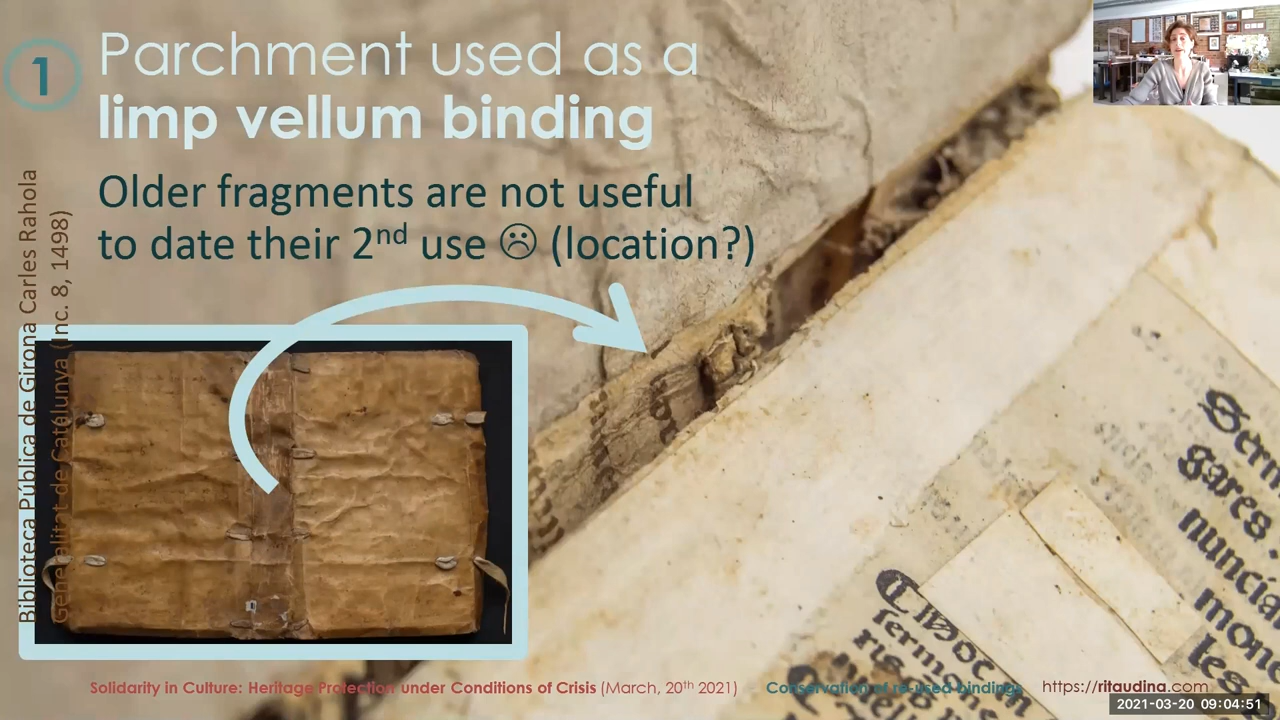 1
Parchment used as a
limp vellum binding
Older fragments are not useful
to date their 2nd use ☹ (location?)
Biblioteca Pública de Girona Carles Rahola
Generalitat de Catalunya (Inc. 8, 1498)
Solidarity in Culture: Heritage Protection under Conditions of Crisis (March, 20th 2021)
Conservation of re-used bindings
https://ritaudina.com
2021-03-20 09:04:51
gares
les